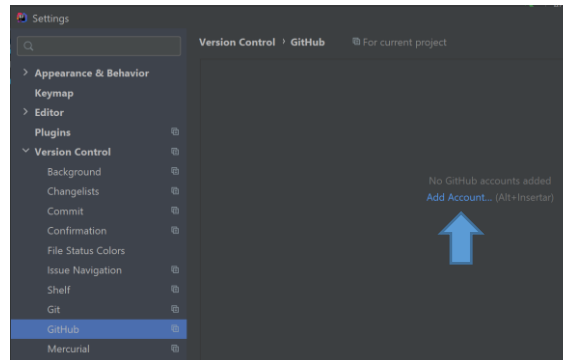 Settings
Version Control › GitHub For current project
> Appearance & Behavior
Keymap
> Editor
Plugins
Version Control
Background
Changelists
Commit
Confirmation
File Status Colors
Issue Navigation
Shelf
Git
GitHub
Mercurial
No GitHub accounts added
Add Account... (Alt+Insertar)